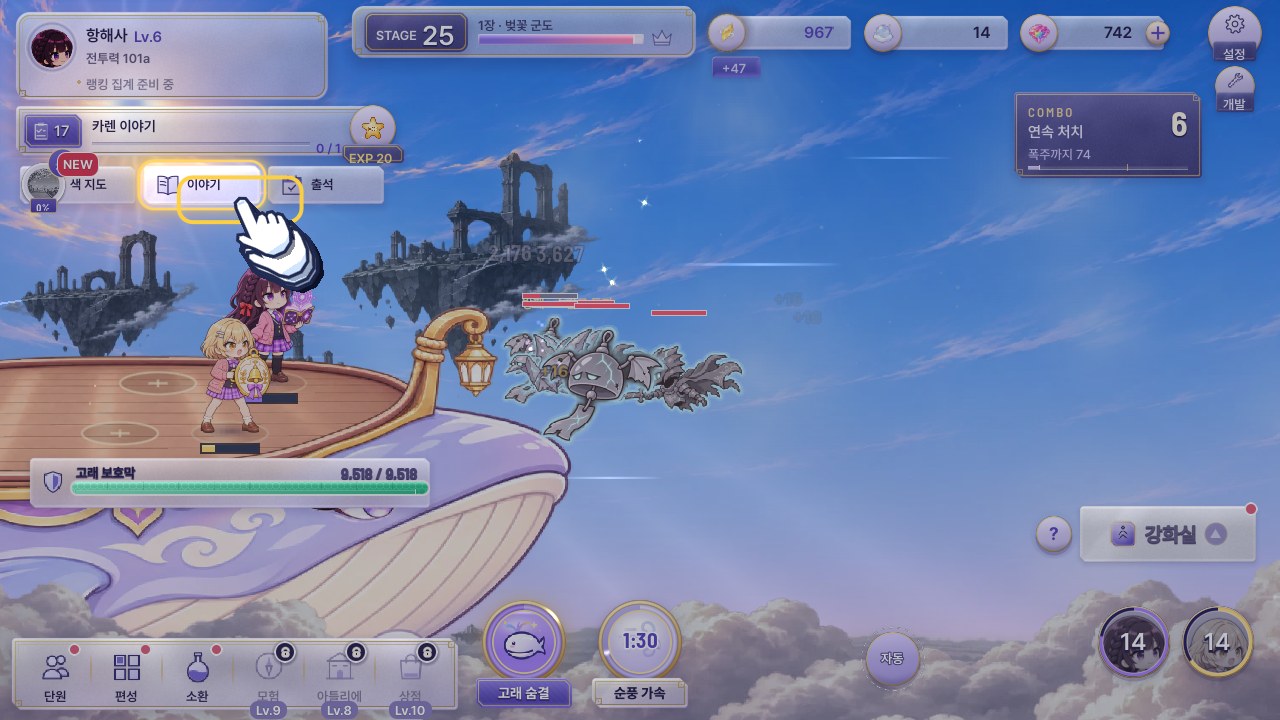 항해사 Lv.6
전투력 101a
* 랭킹 집계 준비 중
STAGE 25
1장 · 벚꽃 군도
967
+47
14
742
설정
개발
17
카렌 이야기
0 / 1
EXP 20
NEW
색 지도
0%
이야기
출석
COMBO
연속 처치
6
폭주까지 74
2,176 3,627
고래 보호막
9,518 / 9,518
?
강화실
단원
편성
소환
모험
Lv.9
아틀리에
Lv.8
상점
Lv.10
고래 숨결
1:30
순풍 가속
자동
14
14